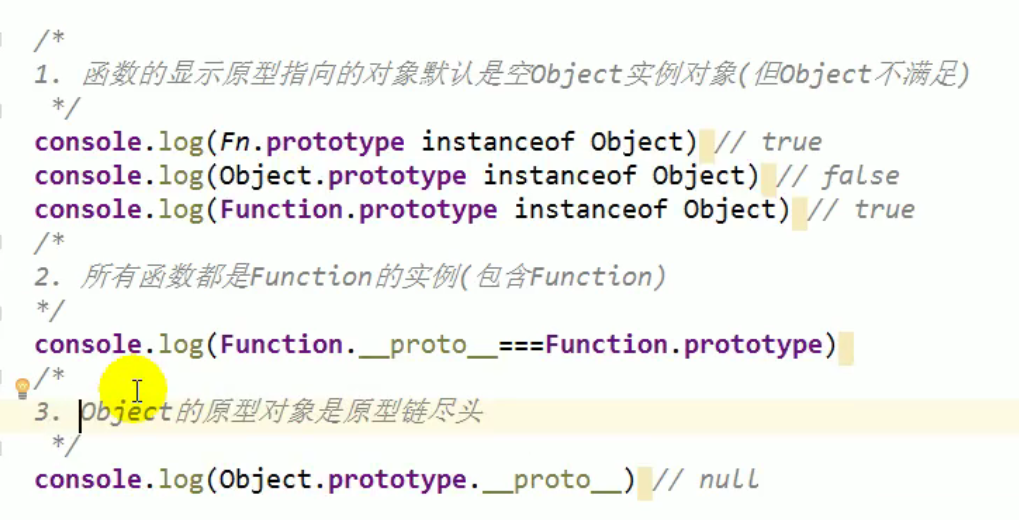 /*
1. 函数的显示原型指向的对象默认是空Object实例对象(但Object不满足)
*/
console.log(Fn.prototype instanceof Object) // true
console.log(Object.prototype instanceof Object) // false
console.log(Function.prototype instanceof Object) // true
/*
2. 所有函数都是Function的实例(包含Function)
*/
console.log(Function.__proto__===Function.prototype)
/*
3. Object的原型对象是原型链尽头
*/
console.log(Object.prototype.__proto__) // null